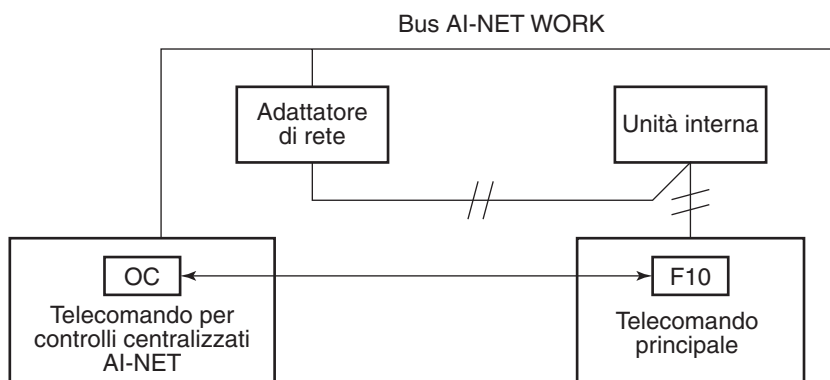 Bus AI-NET WORK
Adattatore
di rete
Unità interna
OC
Telecomando per
controlli centralizzati
AI-NET
F10
Telecomando
principale